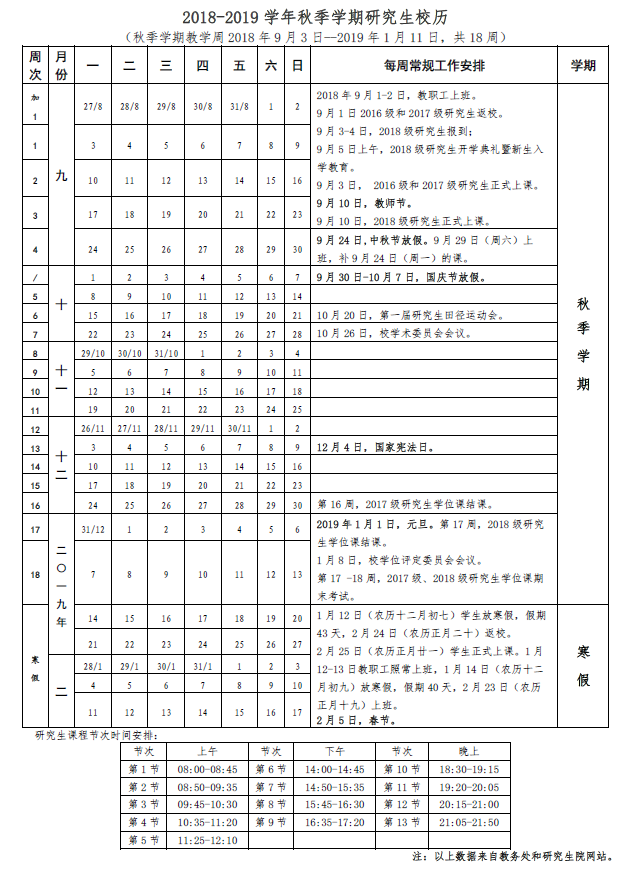 2018-2019 学年秋季学期研究生校历
（秋季学期教学周 2018 年 9 月 3 日--2019 年 1 月 11 日，共 18 周）
周次 月份 一 二 三 四 五 六 日 每周常规工作安排 学期
加1 27/8 28/8 29/8 30/8 31/8 1 2
2018 年 9 月 1-2 日，教职工上班。
9 月 1 日 2016 级和 2017 级研究生返校。
九
1 3 4 5 6 7 8 9
9 月 3-4 日，2018 级研究生报到；
9 月 5 日上午，2018 级研究生开学典礼暨新生入
学教育。
2 10 11 12 13 14 15 16
9 月 3 日， 2016 级和 2017 级研究生正式上课。
9 月 10 日，教师节。
3 17 18 19 20 21 22 23
9 月 10 日，2018 级研究生正式上课。
4 24 25 26 27 28 29 30
9 月 24 日,中秋节放假。9 月 29 日（周六）上
班，补 9 月 24 日（周一）的课。
秋季学期
十
/ 1 2 3 4 5 6 7 9 月 30 日-10 月 7 日，国庆节放假。
5 8 9 10 11 12 13 14
6 15 16 17 18 19 20 21 10 月 20 日，第一届研究生田径运动会。
7 22 23 24 25 26 27 28 10 月 26 日，校学术委员会会议。
十一
8 29/10 30/10 31/10 1 2 3 4
9 5 6 7 8 9 10 11
10 12 13 14 15 16 17 18
11 19 20 21 22 23 24 25
十二
12 26/11 27/11 28/11 29/11 30/11 1 2
13 3 4 5 6 7 8 9 12 月 4 日，国家宪法日。
14 10 11 12 13 14 15 16
15 17 18 19 20 21 22 23
16 24 25 26 27 28 29 30 第 16 周，2017 级研究生学位课结课。
二〇一九年
17 31/12 1 2 3 4 5 6
2019 年 1 月 1 日，元旦。第 17 周，2018 级研究
生学位课结课。
18 7 8 9 10 11 12 13
1 月 8 日，校学位评定委员会会议。
第 17 -18 周，2017 级、2018 级研究生学位课期
末考试。
寒假
14 15 16 17 18 19 20
21 22 23 24 25 26 27
二
28/1 29/1 30/1 31/1 1 2 3
4 5 6 7 8 9 10
11 12 13 14 15 16 17
1 月 12 日（农历十二月初七）学生放寒假，假期
43 天，2 月 24 日（农历正月二十）返校。
2 月 25 日（农历正月廿一）学生正式上课。1 月
12-13 日教职工照常上班，1 月 14 日（农历十二
月初九）放寒假，假期 40 天，2 月 23 日（农历
正月十九）上班。
2 月 5 日，春节。
寒假
研究生课程节次时间安排：
节次 上午 节次 下午 节次 晚上
第 1 节 08:00-08:45 第 6 节 14:00-14:45 第 10 节 18:30-19:15
第 2 节 08:50-09:35 第 7 节 14:50-15:35 第 11 节 19:20-20:05
第 3 节 09:45-10:30 第 8 节 15:45-16:30 第 12 节 20:15-21:00
第 4 节 10:35-11:20 第 9 节 16:35-17:20 第 13 节 21:05-21:50
第 5 节 11:25-12:10
注：以上数据来自教务处和研究生院网站。